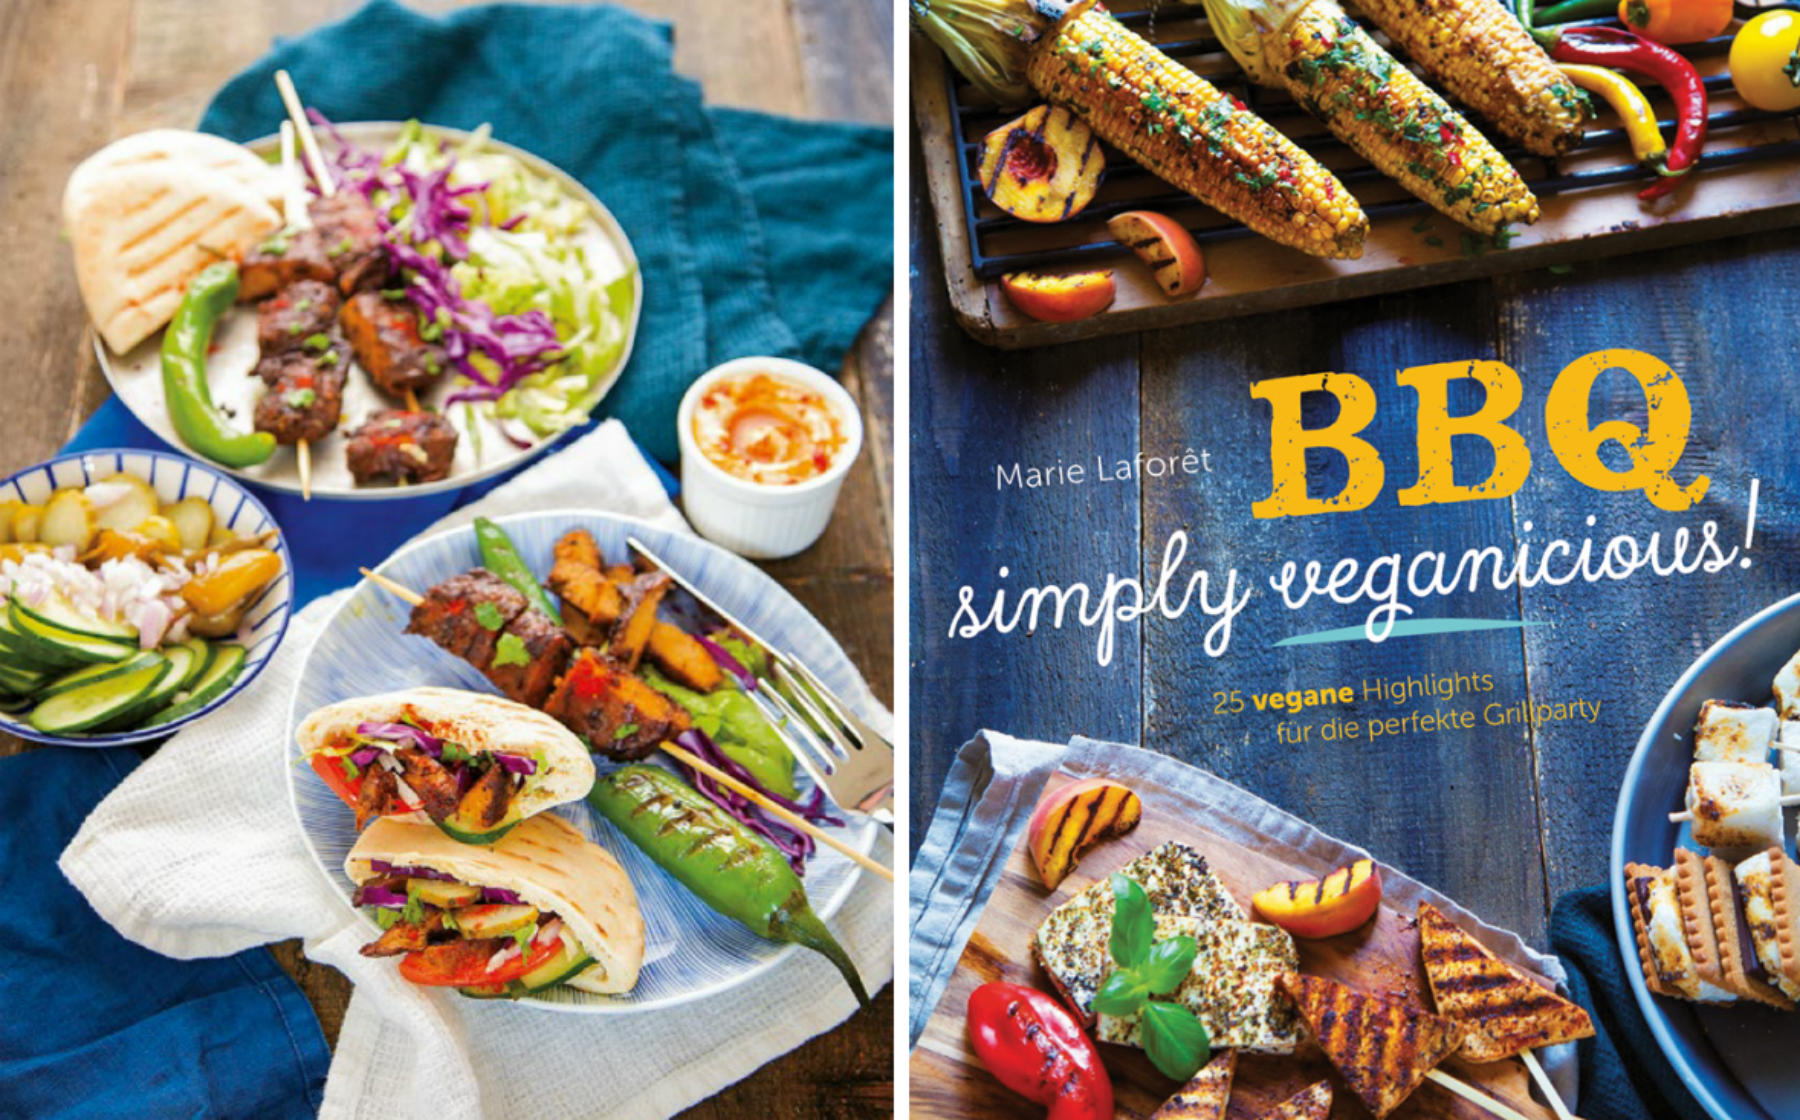 Marie Laforêt
BBQ
simply veganicious!
25 vegane Highlights
für die perfekte Grillparty